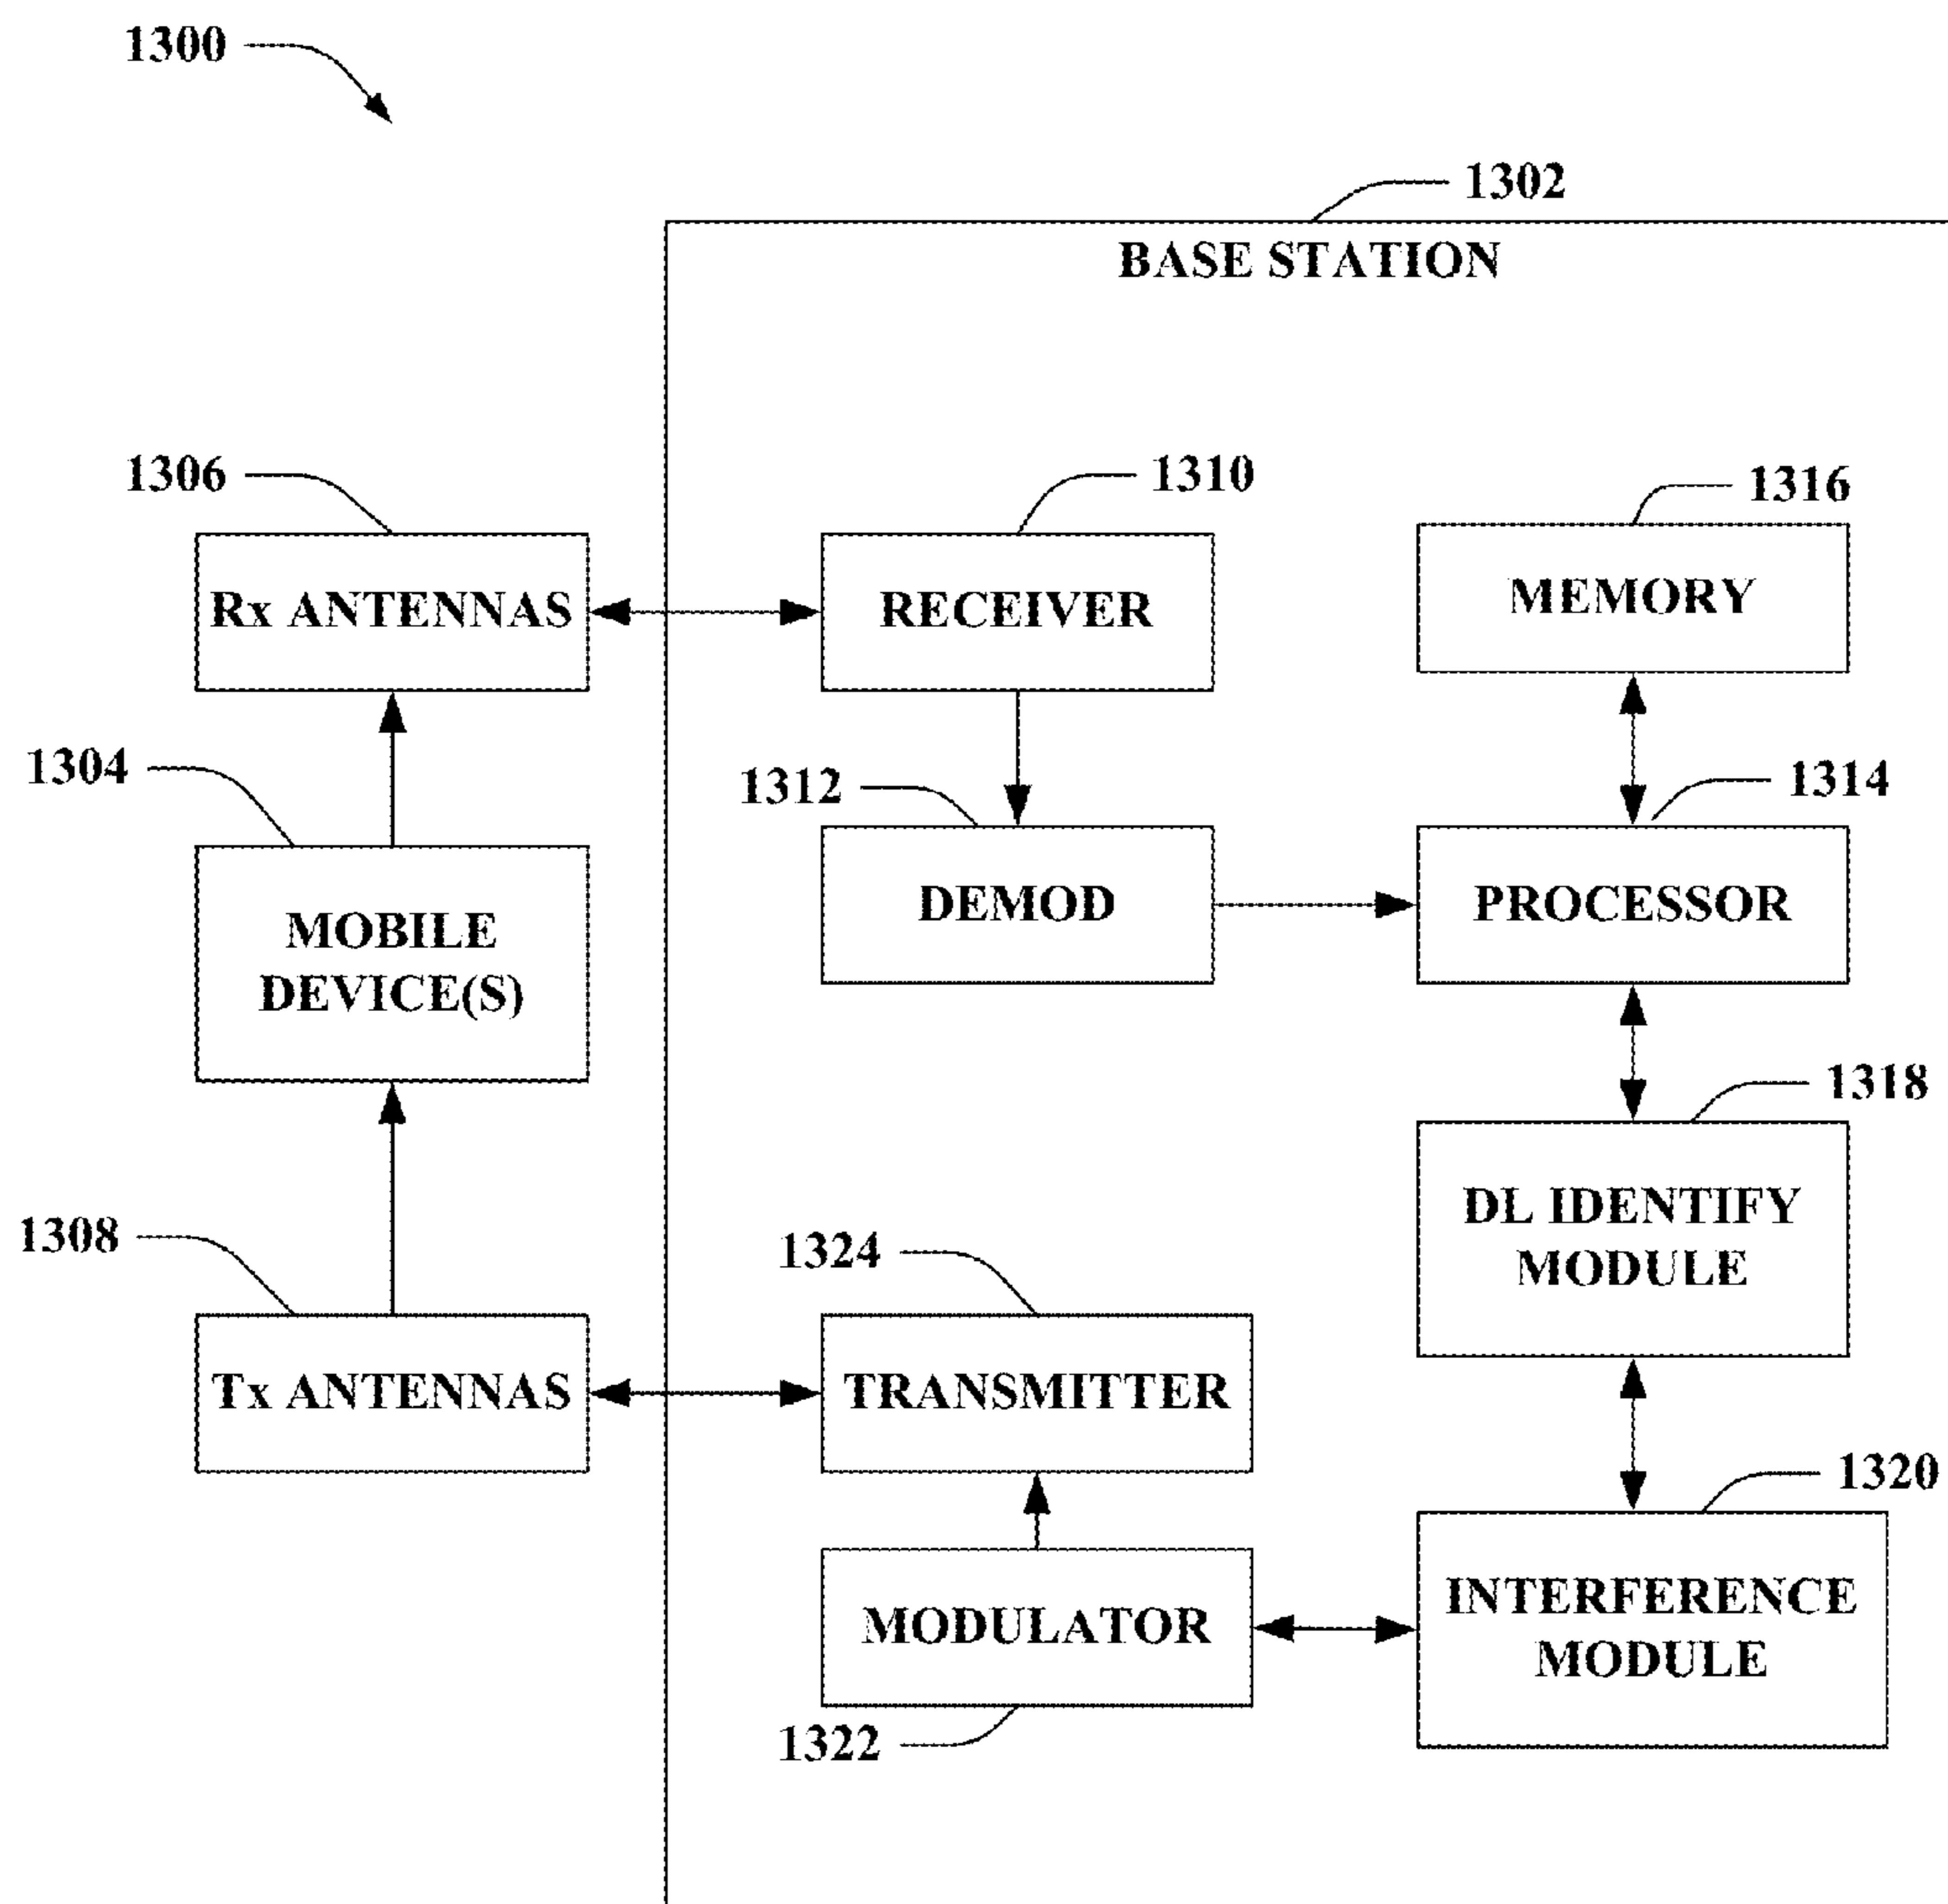 1300
1302
BASE STATION
1306
1310
1316
Rx ANTENNAS
RECEIVER
MEMORY
1304
1312
1314
MOBILE
DEVICE(S)
DEMOD
PROCESSOR
1318
1308
1324
DL IDENTIFY
MODULE
Tx ANTENNAS
TRANSMITTER
1320
MODULATOR
INTERFERENCE
MODULE
1322